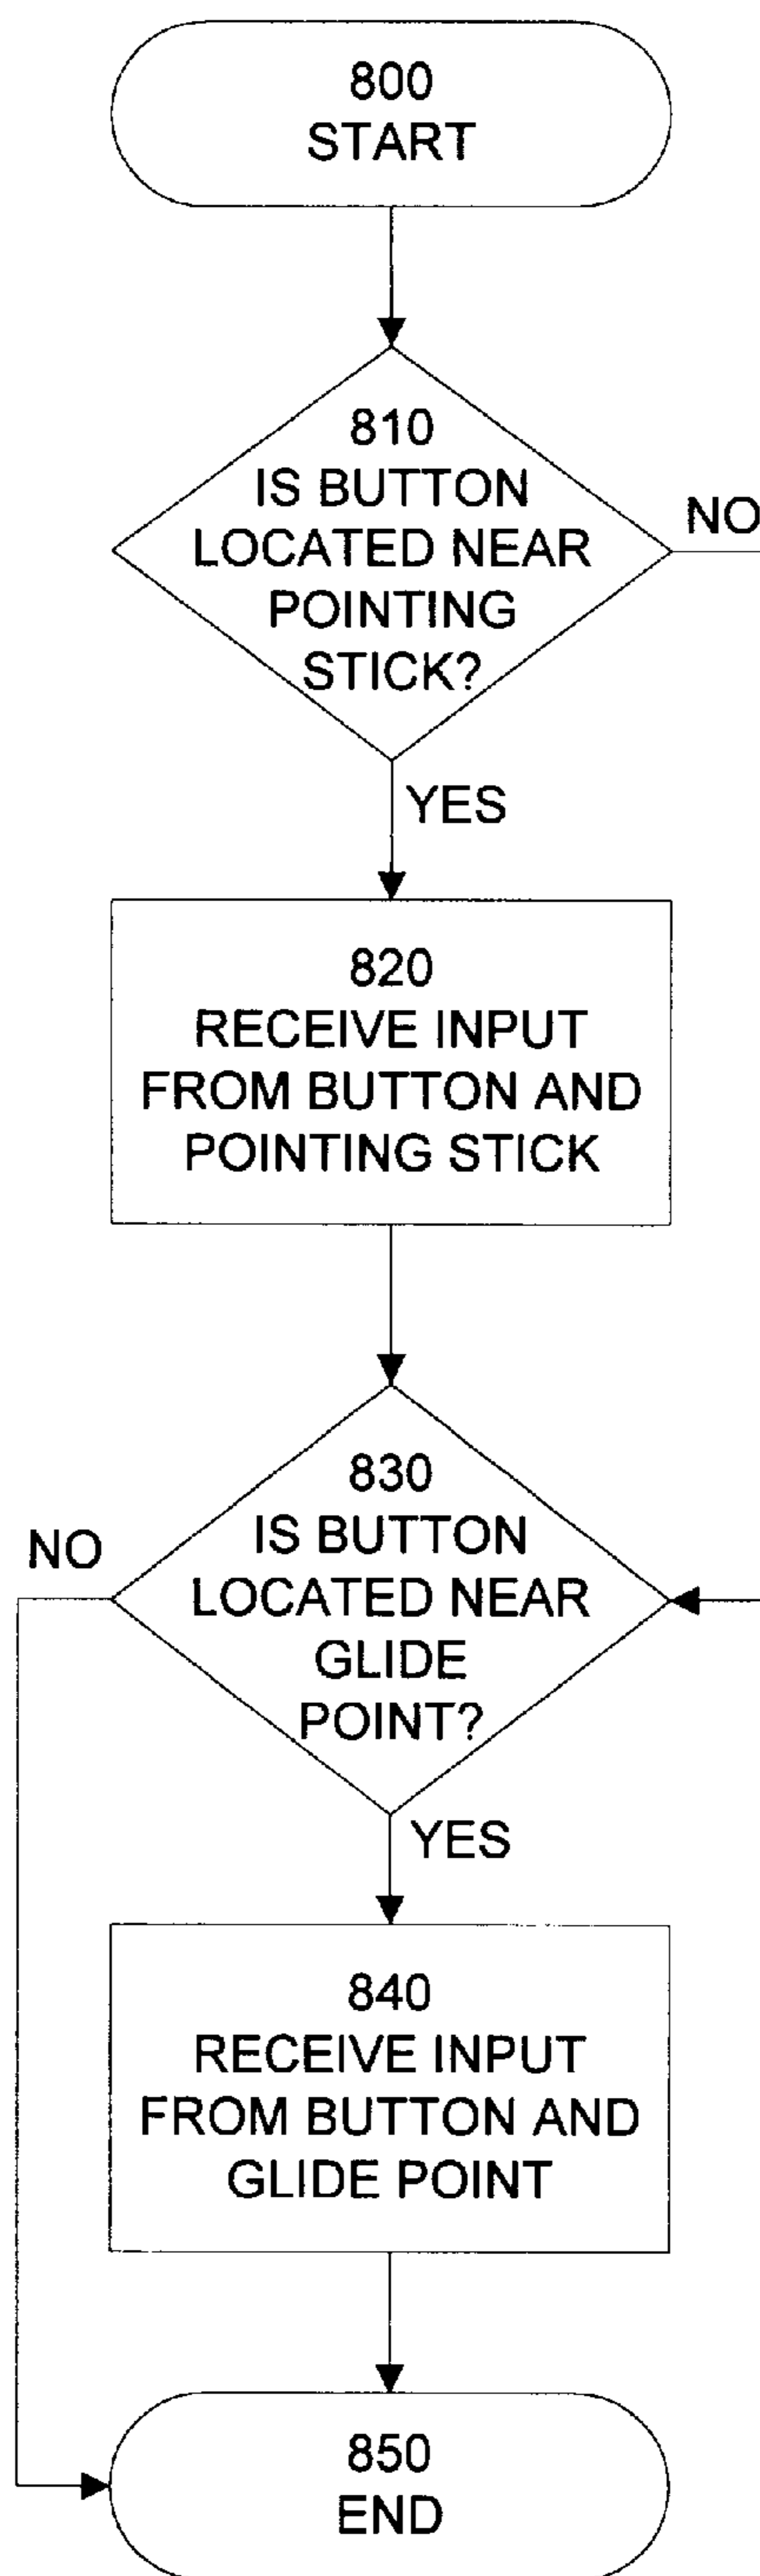 800
START
810
IS BUTTON
LOCATED NEAR
POINTING
STICK?
NO
YES
820
RECEIVE INPUT
FROM BUTTON AND
POINTING STICK
830
IS BUTTON
LOCATED NEAR
GLIDE
POINT?
NO
YES
840
RECEIVE INPUT
FROM BUTTON AND
GLIDE POINT
850
END